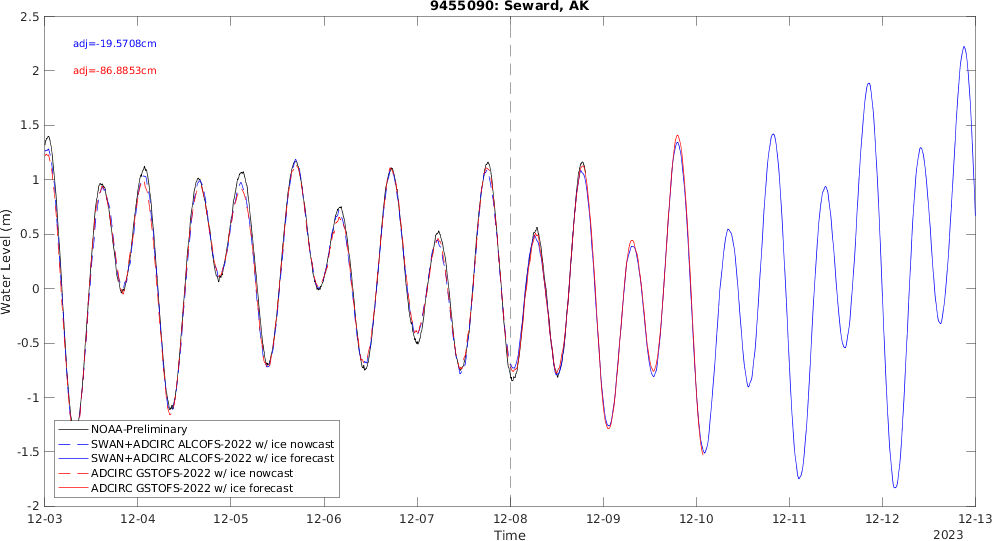 9455090: Seward, AK
adj=-19.5708cm
adj=-86.8853cm
Water Level (m)
2.5
2
1.5
1
0.5
0
-0.5
-1
-1.5
-2
NOAA-Preliminary
SWAN+ADCIRC ALCOFS-2022 w/ ice nowcast
SWAN+ADCIRC ALCOFS-2022 w/ ice forecast
ADCIRC GSTOFS-2022 w/ ice nowcast
ADCIRC GSTOFS-2022 w/ ice forecast
12-03 12-04 12-05 12-06 12-07 12-08 12-09 12-10 12-11 12-12 12-13
Time
2023